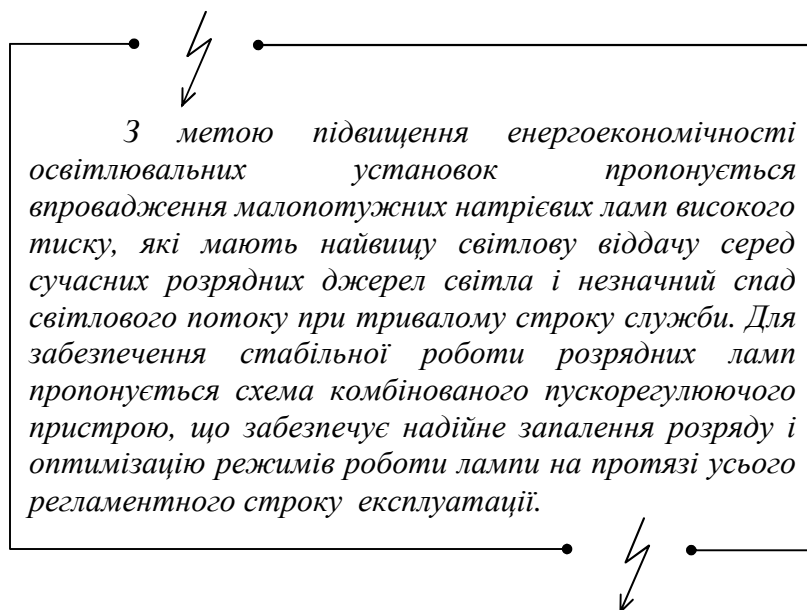 З метою підвищення енергоекономічності
освітлювальних установок пропонується
впровадження малопотужних натрієвих ламп високого
тиску, які мають найвищу світлову віддачу серед
сучасних розрядних джерел світла і незначний спад
світлового потоку при тривалому строку служби. Для
забезпечення стабільної роботи розрядних ламп
пропонується схема комбінованого пускорегулюючого
пристрою, що забезпечує надійне запалення розряду і
оптимізацію режимів роботи лампи на протязі усього
регламентного строку експлуатації.